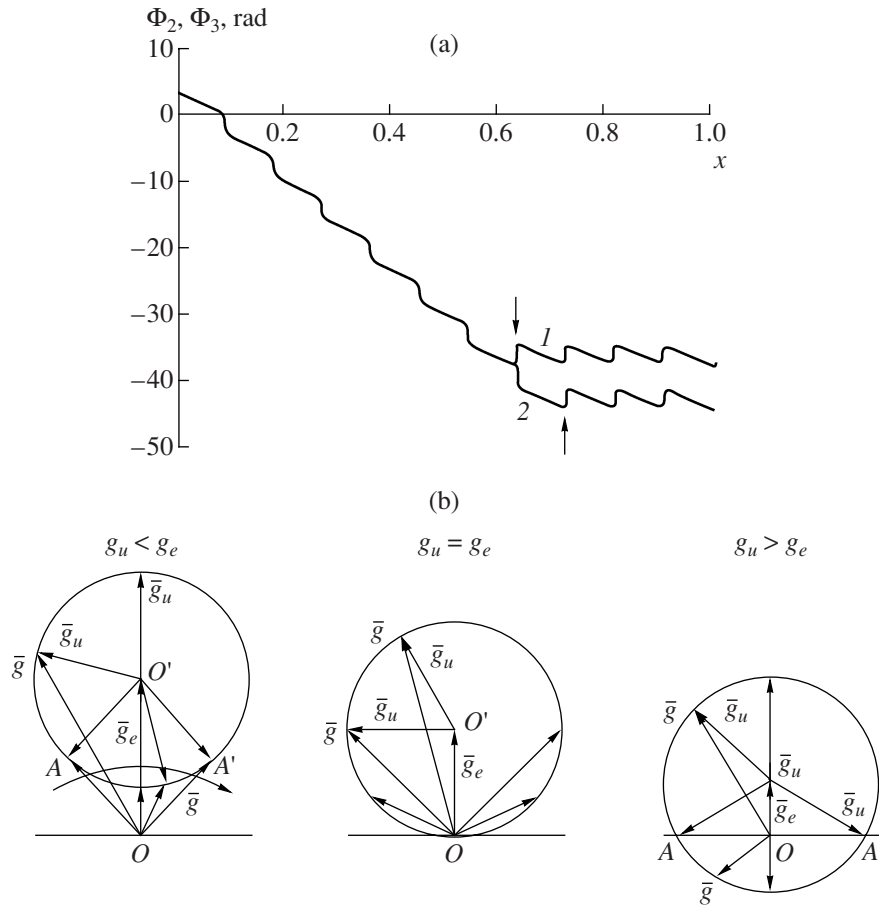 Φ₂, Φ₃, rad
(a)
10
0
0.2
0.4
0.6
0.8
1.0
x
−10
−20
−30
1
−40
2
−50
(b)
gᵤ < gₑ
gᵤ = gₑ
gᵤ > gₑ
ḡᵤ
ḡᵤ
ḡ
O'
ḡₑ
A
A'
ḡ
O
ḡ
ḡᵤ
ḡᵤ
O'
ḡ
ḡₑ
O
ḡ
ḡᵤ
ḡᵤ
ḡₑ
ḡᵤ
A
O
A
ḡ